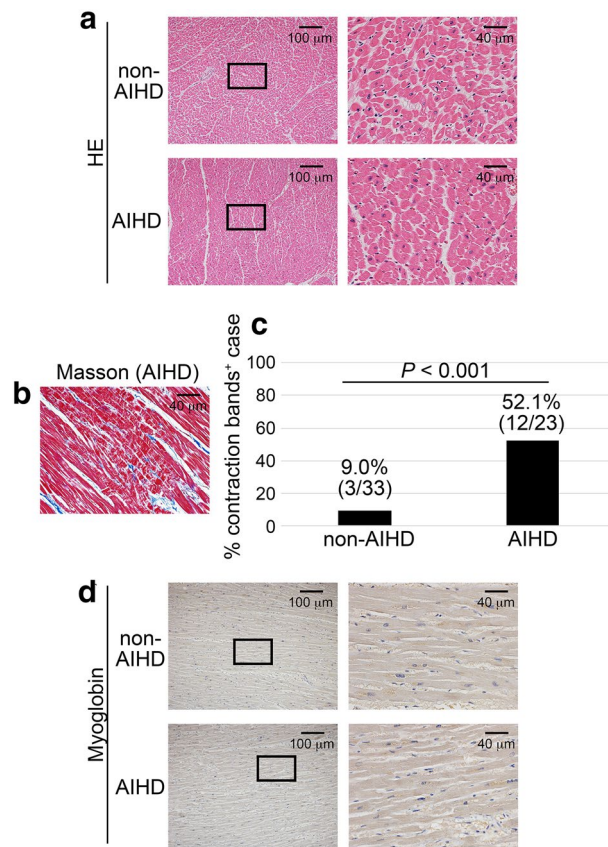 a
HE
non-
AIHD
100 μm
40 μm
AIHD
100 μm
40 μm
b
Masson (AIHD)
40 μm
c
% contraction bands⁺ case
100
80
60
40
20
0
P < 0.001
9.0%
(3/33)
52.1%
(12/23)
non-AIHD
AIHD
d
Myoglobin
non-
AIHD
100 μm
40 μm
AIHD
100 μm
40 μm